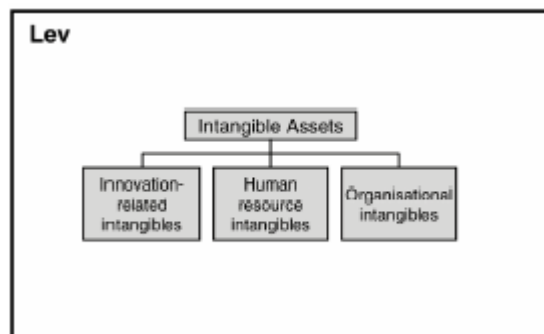 Lev
Intangible Assets
Innovation-
related
intangibles
Human
resource
intangibles
Organisational
intangibles